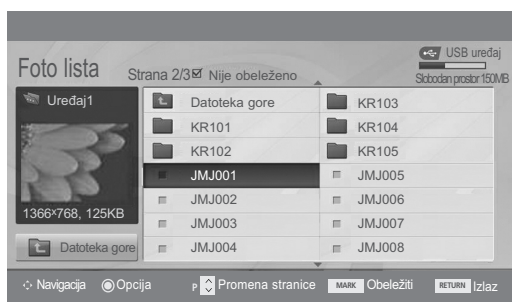 USB uređaj
Foto lista
Strana 2/3 Nije obeleženo
Slobodan prostor 150MB
Uređaj1
1366x768, 125KB
Datoteka gore
Datoteka gore
KR101
KR102
JMJ001
JMJ002
JMJ003
JMJ004
KR103
KR104
KR105
JMJ005
JMJ006
JMJ007
JMJ008
Navigacija Opcija P Promena stranice MARK Obeležiti RETURN Izlaz